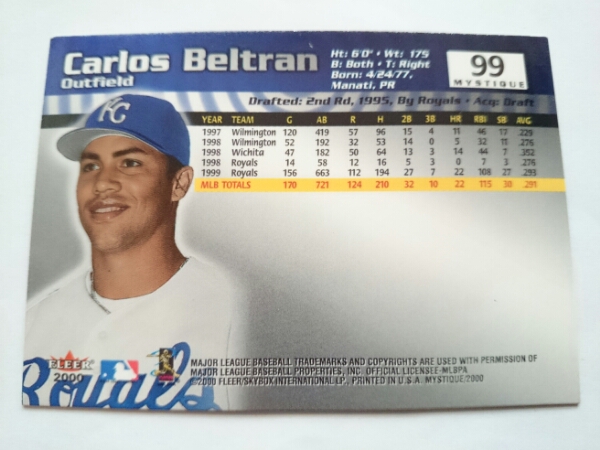 Carlos Beltran
Outfield
Ht: 6'0" • Wt: 175
B: Both • T: Right
Born: 4/24/77,
Manati, PR
99
MYSTIQUE
Drafted: 2nd Rd, 1995, By Royals • Acq: Draft
YEAR TEAM G AB R H 2B 3B HR RBI SB AVG
1997 Wilmington 120 419 57 96 15 4 11 46 17 .229
1998 Wilmington 52 192 32 53 14 0 5 32 11 .276
1998 Wichita 47 182 50 64 13 3 14 44 7 .352
1998 Royals 14 58 12 16 5 3 0 7 3 .276
1999 Royals 156 663 112 194 27 7 22 108 27 .293
MLB TOTALS 170 721 124 210 32 10 22 115 30 .291
KC
Royals
FLEER
2000
MAJOR LEAGUE BASEBALL TRADEMARKS AND COPYRIGHTS ARE USED WITH PERMISSION OF
MAJOR LEAGUE BASEBALL PROPERTIES, INC. OFFICIAL LICENSEE-MLBPA
©2000 FLEER/SKYBOX INTERNATIONAL LP., PRINTED IN U.S.A. MYSTIQUE/2000